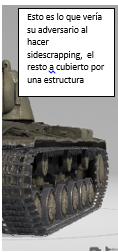 Esto es lo que vería
su adversario al
hacer
sidescrapping, el
resto a cubierto por
una estructura